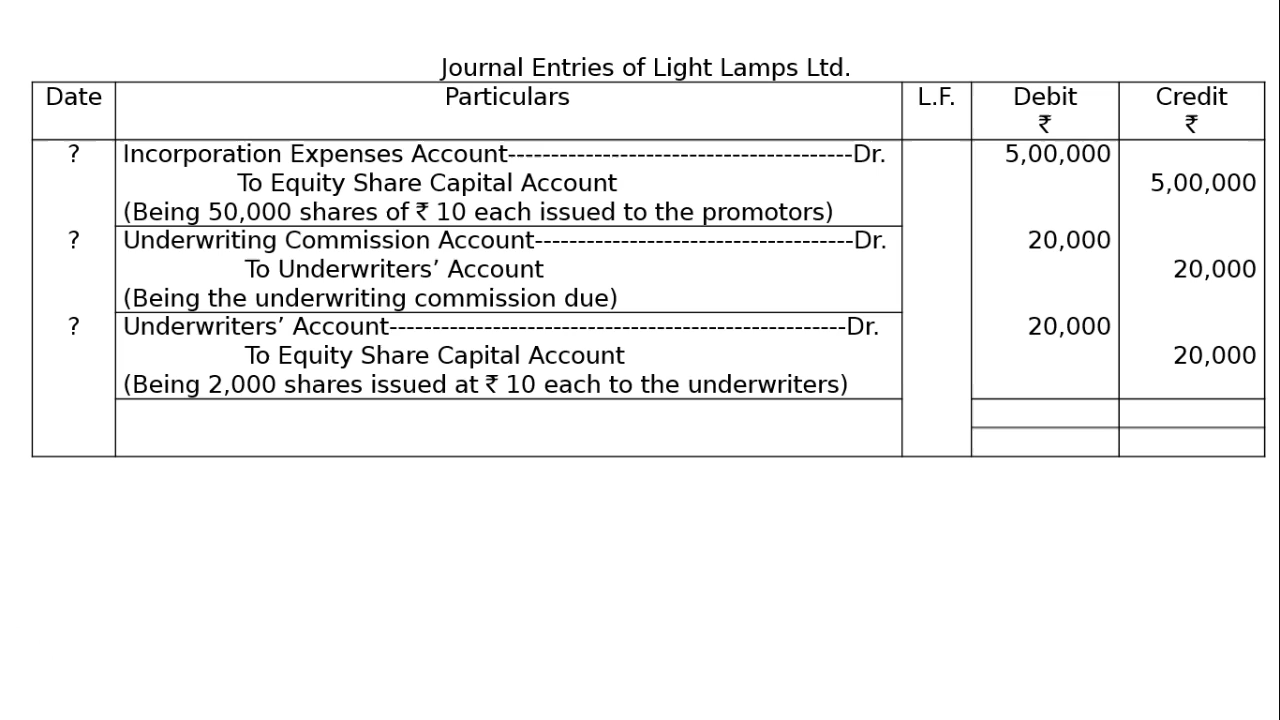 Journal Entries of Light Lamps Ltd.
Date Particulars L.F. Debit Credit
₹ ₹
? Incorporation Expenses Account----------------------------------------Dr. 5,00,000
To Equity Share Capital Account 5,00,000
(Being 50,000 shares of ₹ 10 each issued to the promotors)
? Underwriting Commission Account-------------------------------------Dr. 20,000
To Underwriters’ Account 20,000
(Being the underwriting commission due)
? Underwriters’ Account-----------------------------------------------------Dr. 20,000
To Equity Share Capital Account 20,000
(Being 2,000 shares issued at ₹ 10 each to the underwriters)